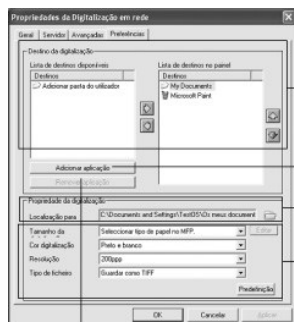 Propriedades da Digitalização em rede
Geral Servidor Avançadas Preferências
Destino da digitalização
Lista de destinos disponíveis
Destinos
Adicionar pasta do utilizador
Lista de destinos no painel
Destinos
My Documents
Microsoft Paint
Adicionar aplicação
Remover aplicação
Propriedade da digitalização
Localização para C:\Documents and Settings\TestOS\Os meus document
Tamanho da
Seleccionar tipo de papel no MFP.
Editar
Cor digitalização Preto e branco
Resolução 200ppp
Tipo de ficheiro Guardar como TIFF
Predefinição
OK Cancelar Aplicar